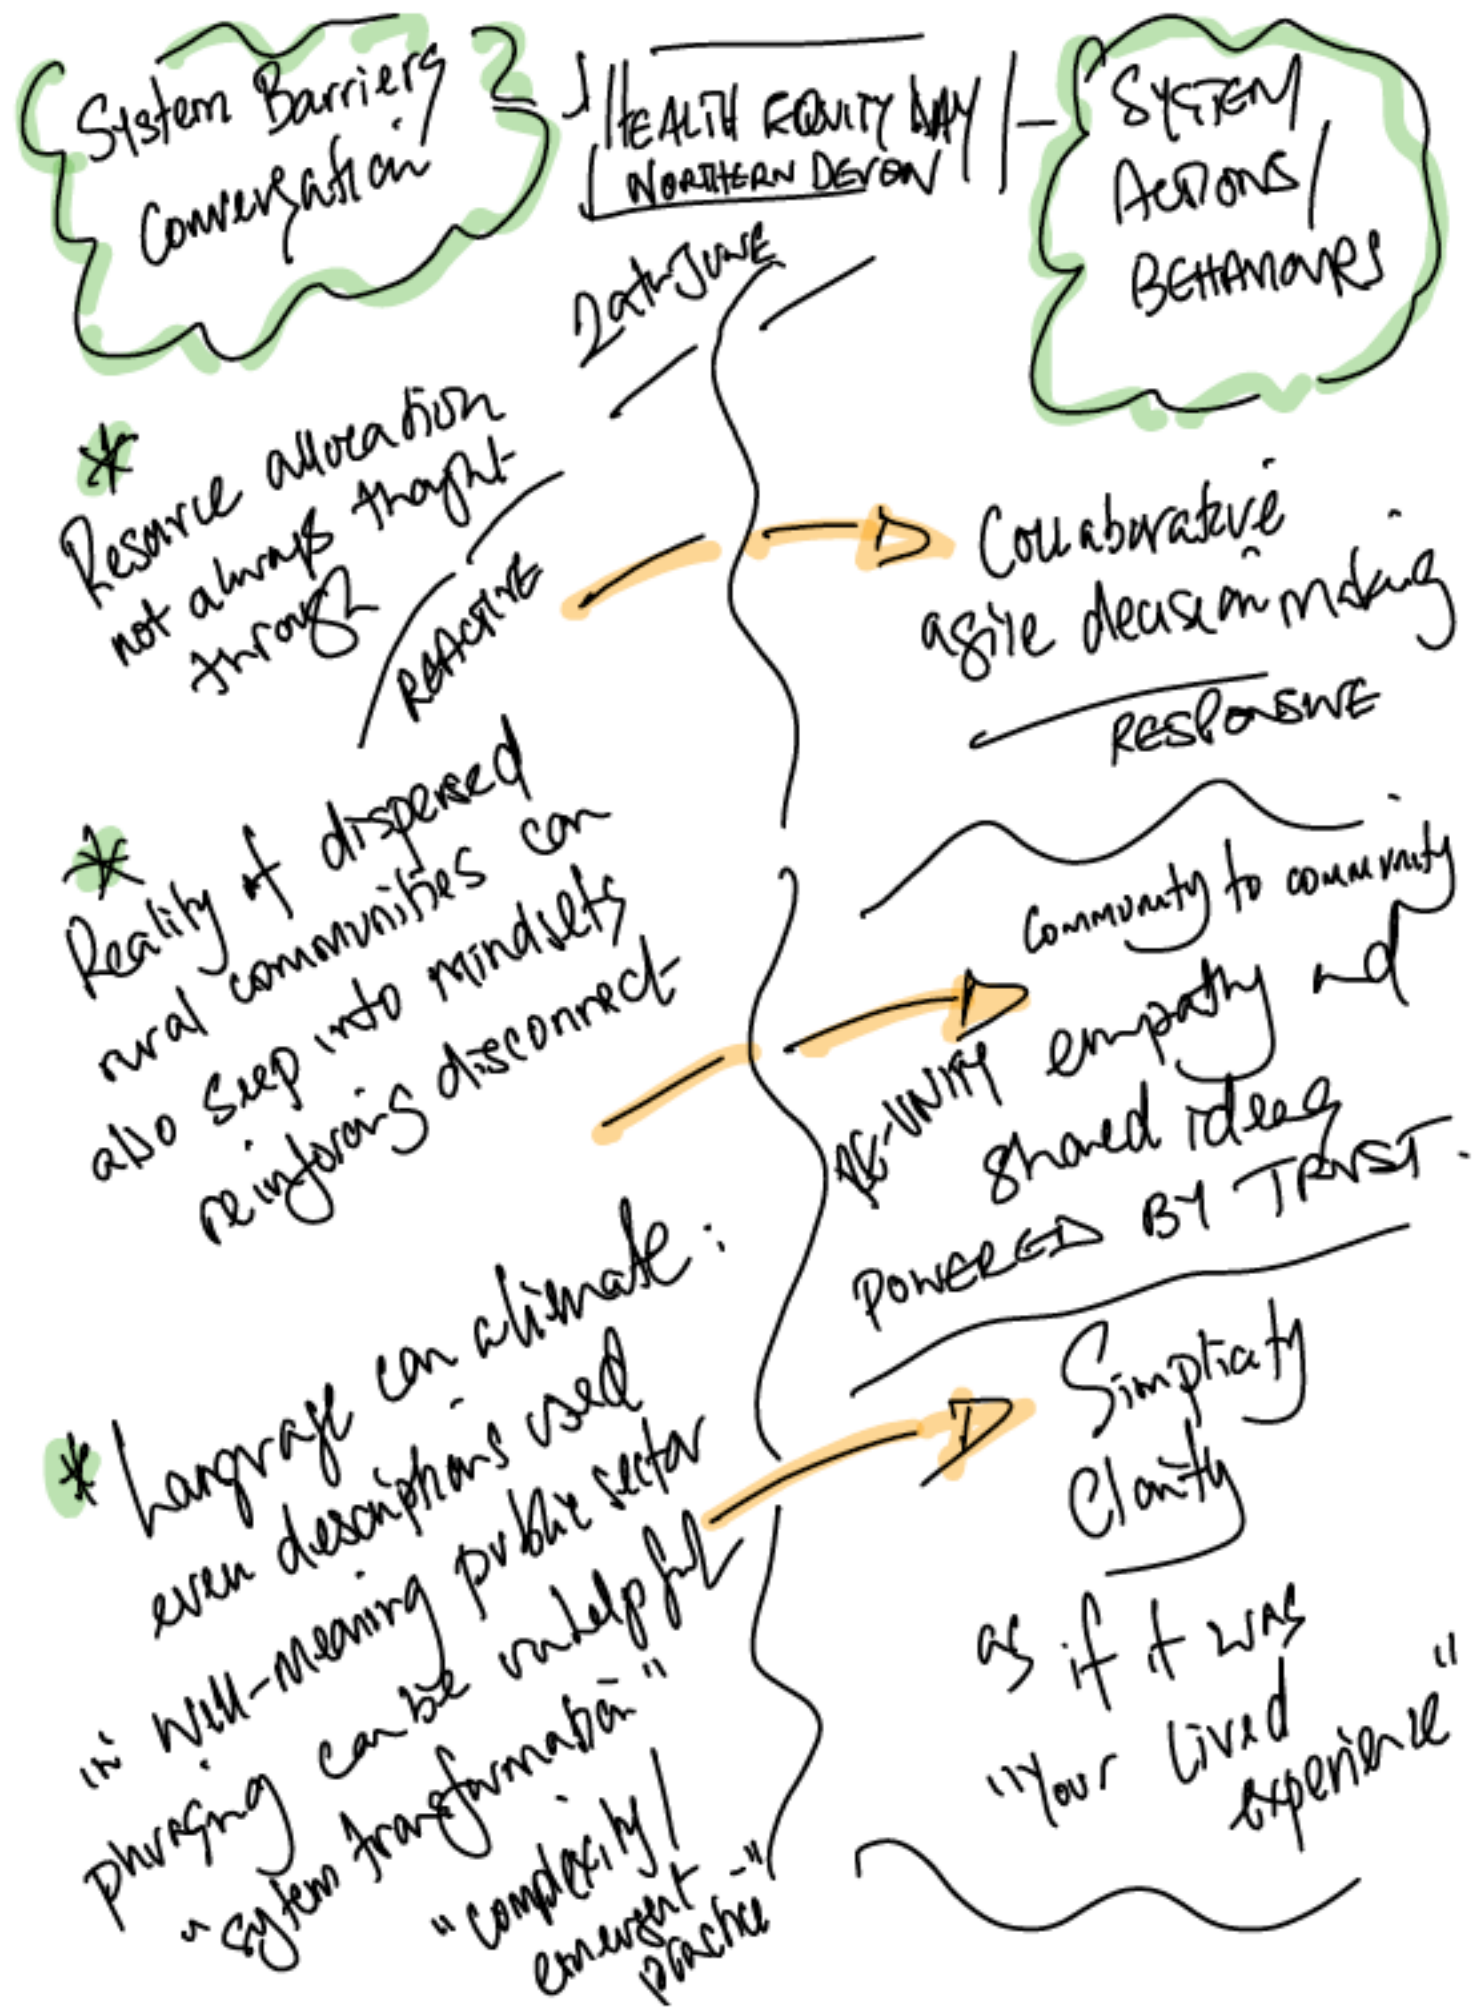 System Barriers
Conversation
HEALTH EQUITY DAY
NORTHERN DEVON
20th JUNE
SYSTEM
ACTIONS/
BEHAVIOURS
*
Resource allocation
not always thought
through
REACTIVE
Collaborative
agile decision making
RESPONSIVE
*
Reality of dispersed
rural communities can
also seep into mindsets
reinforcing disconnect
Community to community
empathy and
RE-UNITY
shared ideas
POWERED BY TRUST.
* Language can alienate:
even descriptions used
in well-meaning public sector
phrasing can be unhelpful
"system transformation"
"complexity/
emergent
practice"
Simplicity
Clarity
as if it was
"Your lived
experience"